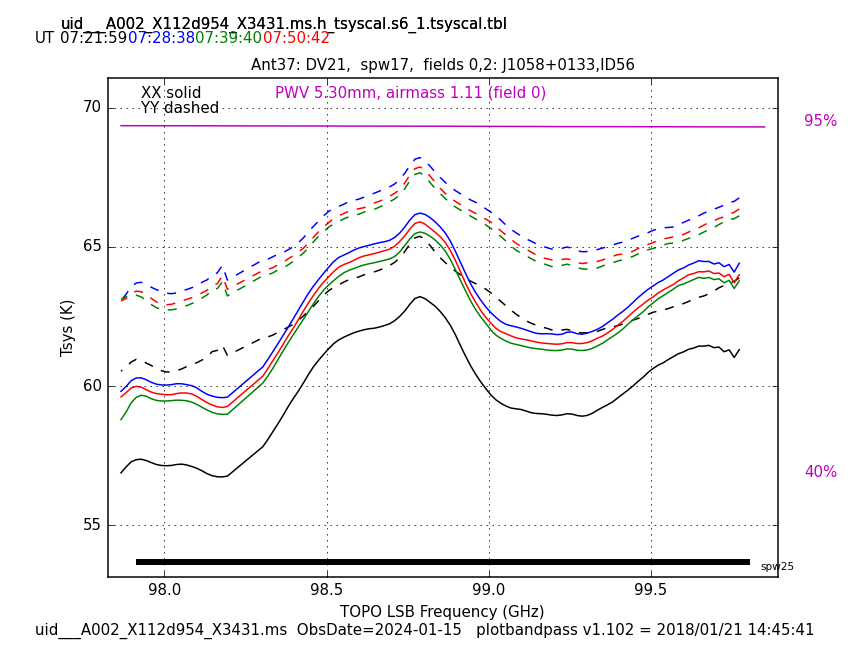 uid___A002_X112d954_X3431.ms.h_tsyscal.s6_1.tsyscal.tbl
UT 07:21:59 07:28:38 07:39:40 07:50:42
Ant37: DV21,  spw17,  fields 0,2: J1058+0133,ID56
XX solid
PWV 5.30mm, airmass 1.11 (field 0)
YY dashed
70
95%
65
Tsys (K)
60
40%
55
spw25
98.0 98.5 99.0 99.5
TOPO LSB Frequency (GHz)
uid___A002_X112d954_X3431.ms  ObsDate=2024-01-15   plotbandpass v1.102 = 2018/01/21 14:45:41